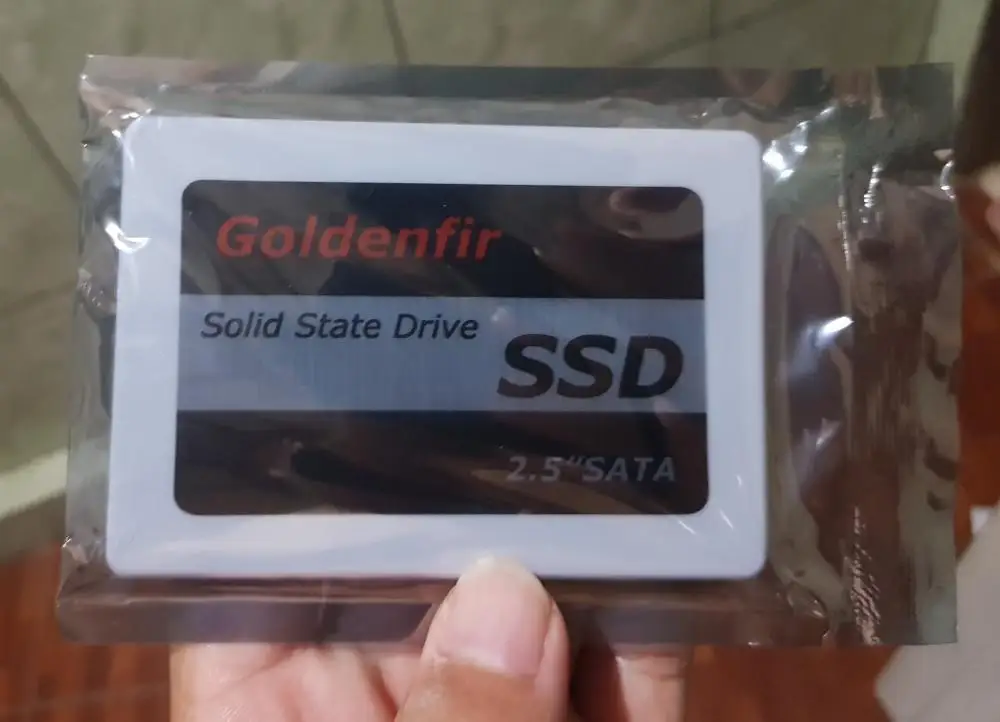 Goldenfir
Solid State Drive
SSD
2.5"SATA